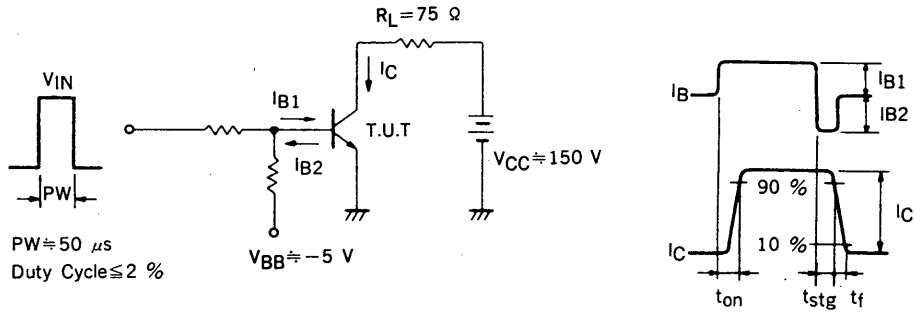 RL=75 Ω
IC
VIN
IB1
T.U.T
IB2
VCC≒150 V
PW
VBB≒−5 V
PW≒50 μs
Duty Cycle≦2 %
IB
IB1
IB2
90 %
10 %
IC
IC
ton
tstg
tf